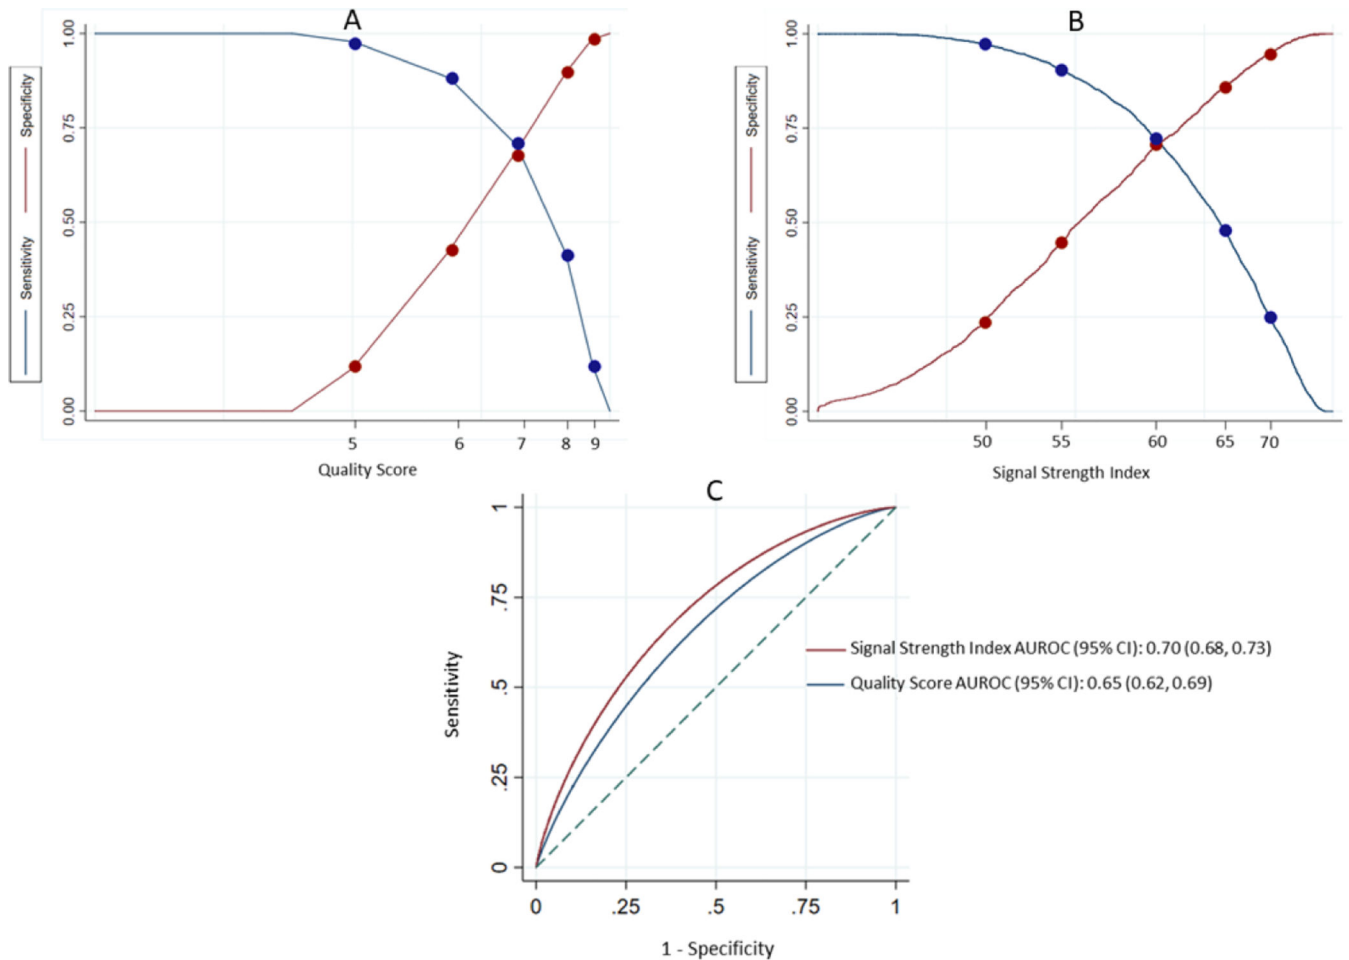 A
1.00
0.75
0.50
0.25
0.00
Sensitivity
Specificity
5 6 7 8 9
Quality Score
B
1.00
0.75
0.50
0.25
0.00
Sensitivity
Specificity
50 55 60 65 70
Signal Strength Index
C
1
.75
.5
.25
0
Sensitivity
Signal Strength Index AUROC (95% CI): 0.70 (0.68, 0.73)
Quality Score AUROC (95% CI): 0.65 (0.62, 0.69)
0 .25 .5 .75 1
1 - Specificity